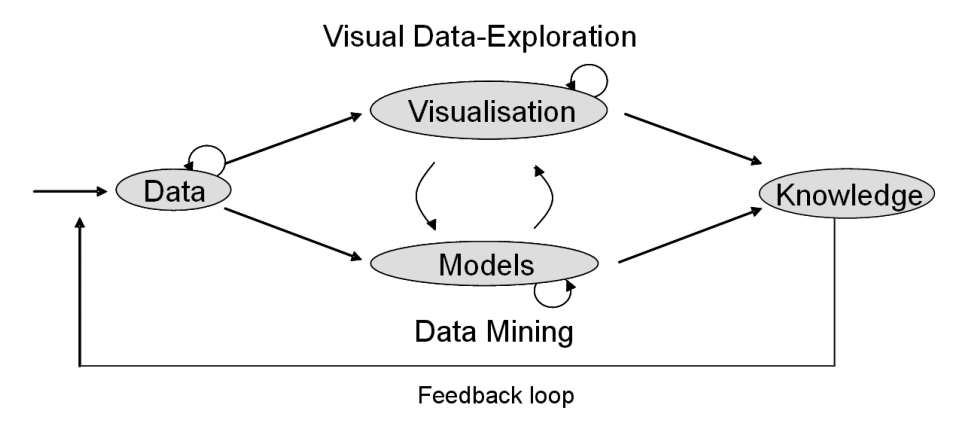 Visual Data-Exploration
Visualisation
Data
Knowledge
Models
Data Mining
Feedback loop